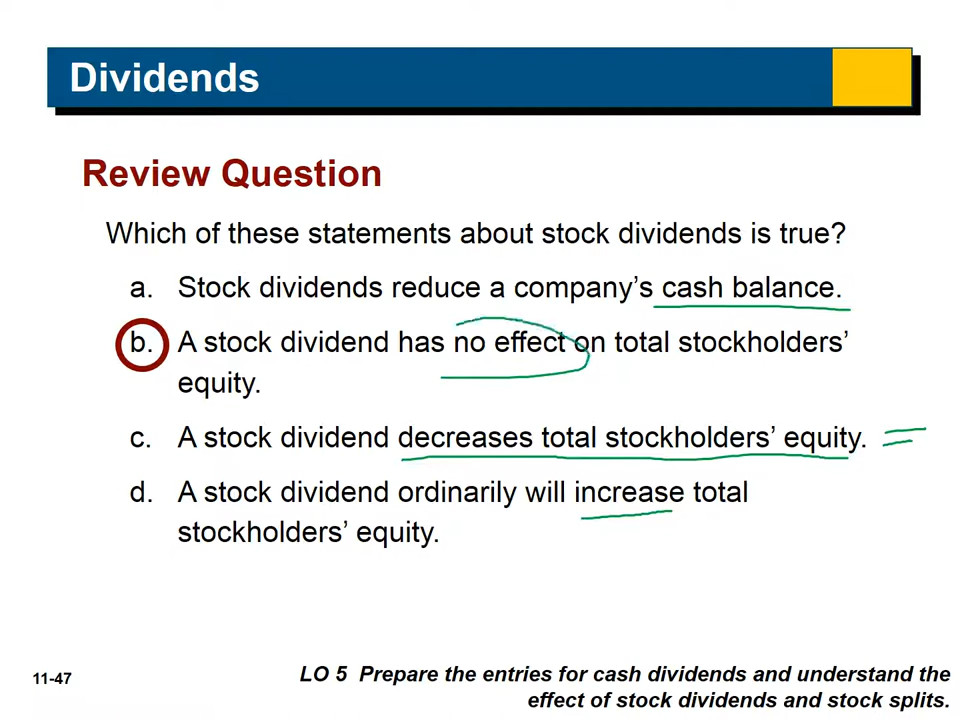 Dividends
Review Question
Which of these statements about stock dividends is true?
a. Stock dividends reduce a company’s cash balance.
b. A stock dividend has no effect on total stockholders’
equity.
c. A stock dividend decreases total stockholders’ equity.
d. A stock dividend ordinarily will increase total
stockholders’ equity.
11-47
LO 5 Prepare the entries for cash dividends and understand the
effect of stock dividends and stock splits.